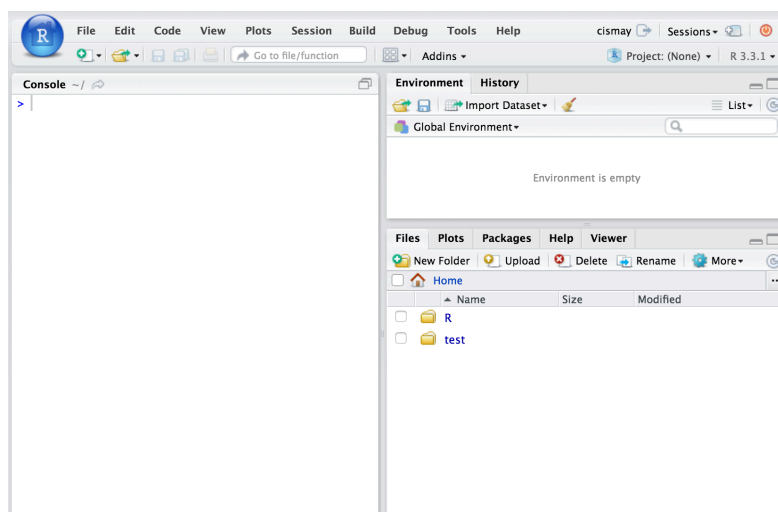 R
File Edit Code View Plots Session Build Debug Tools Help cismay Sessions
Go to file/function Addins Project: (None) R 3.3.1
Console ~/
>
Environment History
Import Dataset List
Global Environment
Environment is empty
Files Plots Packages Help Viewer
New Folder Upload Delete Rename More
Home ..
Name Size Modified
R
test